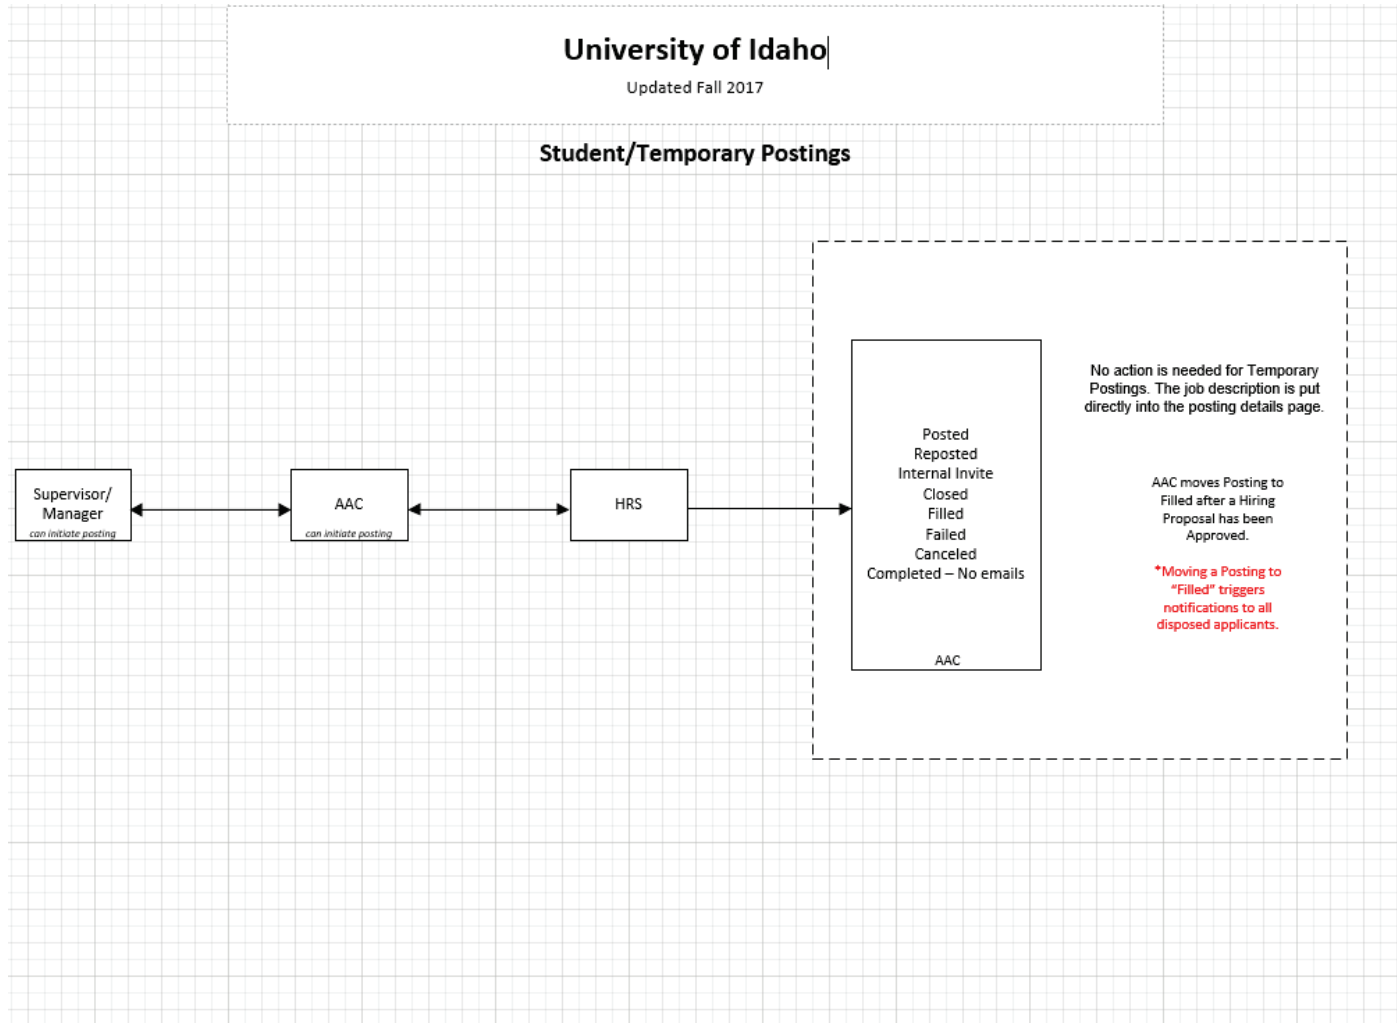 University of Idaho
Updated Fall 2017
Student/Temporary Postings
Supervisor/
Manager
can initiate posting
AAC
can initiate posting
HRS
Posted
Reposted
Internal Invite
Closed
Filled
Failed
Canceled
Completed – No emails
AAC
No action is needed for Temporary
Postings. The job description is put
directly into the posting details page.
AAC moves Posting to
Filled after a Hiring
Proposal has been
Approved.
*Moving a Posting to
“Filled” triggers
notifications to all
disposed applicants.